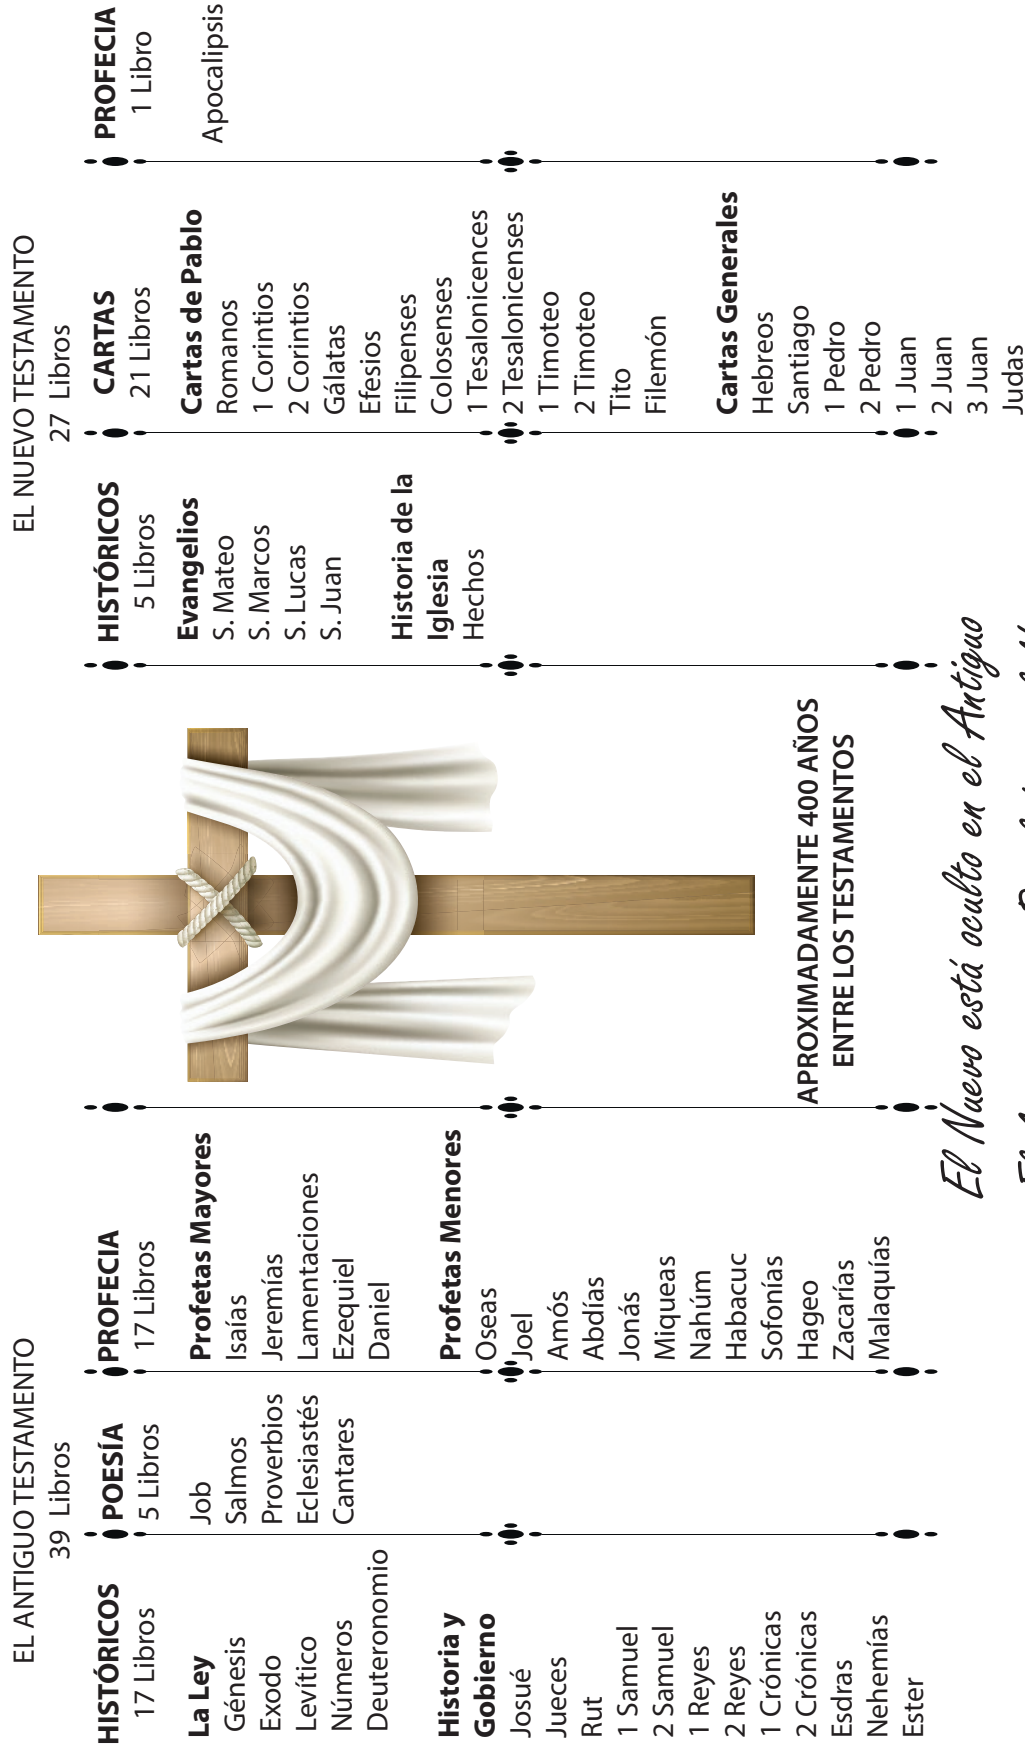 EL ANTIGUO TESTAMENTO
39 Libros
HISTÓRICOS
17 Libros
La Ley
Génesis
Exodo
Levítico
Números
Deuteronomio
Historia y
Gobierno
Josué
Jueces
Rut
1 Samuel
2 Samuel
1 Reyes
2 Reyes
1 Crónicas
2 Crónicas
Esdras
Nehemías
Ester
POESÍA
5 Libros
Job
Salmos
Proverbios
Eclesiastés
Cantares
PROFECIA
17 Libros
Profetas Mayores
Isaías
Jeremías
Lamentaciones
Ezequiel
Daniel
Profetas Menores
Oseas
Joel
Amós
Abdías
Jonás
Miqueas
Nahúm
Habacuc
Sofonías
Hageo
Zacarías
Malaquías
APROXIMADAMENTE 400 AÑOS
ENTRE LOS TESTAMENTOS
EL NUEVO TESTAMENTO
27 Libros
HISTÓRICOS
5 Libros
Evangelios
S. Mateo
S. Marcos
S. Lucas
S. Juan
Historia de la
Iglesia
Hechos
CARTAS
21 Libros
Cartas de Pablo
Romanos
1 Corintios
2 Corintios
Gálatas
Efesios
Filipenses
Colosenses
1 Tesalonicences
2 Tesalonicenses
1 Timoteo
2 Timoteo
Tito
Filemón
Cartas Generales
Hebreos
Santiago
1 Pedro
2 Pedro
1 Juan
2 Juan
3 Juan
Judas
PROFECIA
1 Libro
Apocalipsis
El Nuevo está oculto en el Antiguo
El